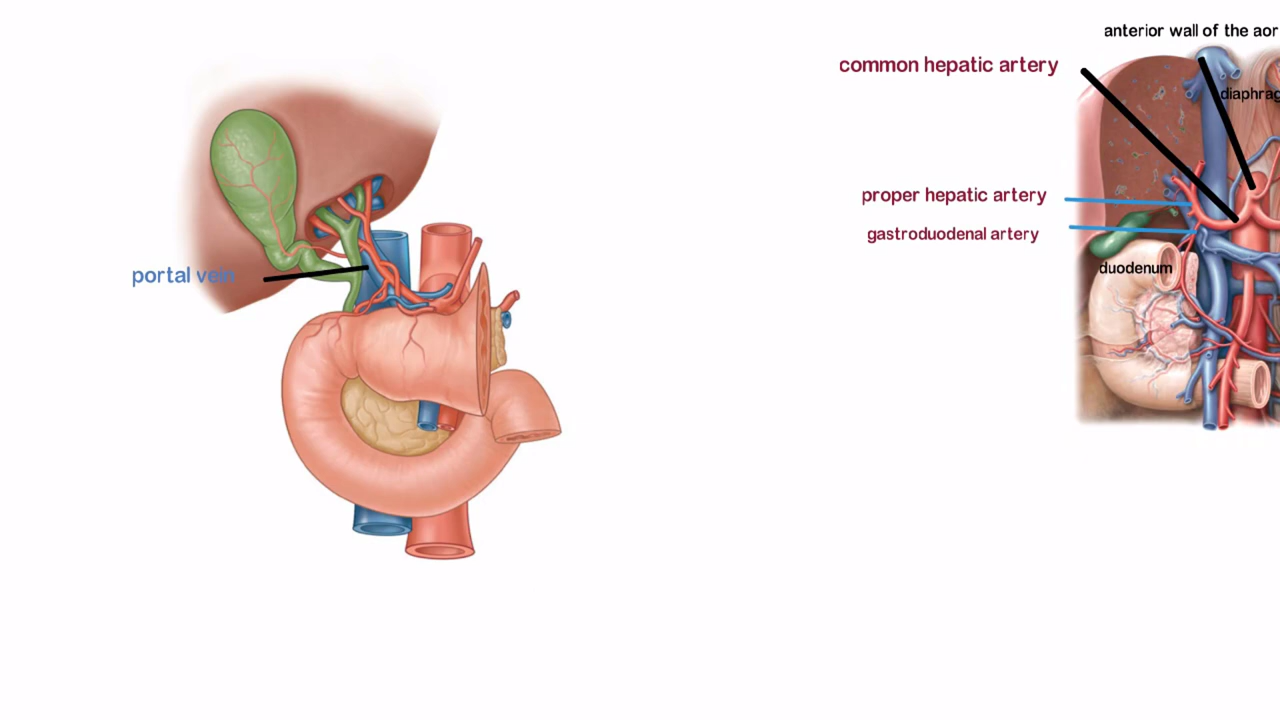 anterior wall of the aor
common hepatic artery
diaphrag
proper hepatic artery
gastroduodenal artery
duodenum
portal vein